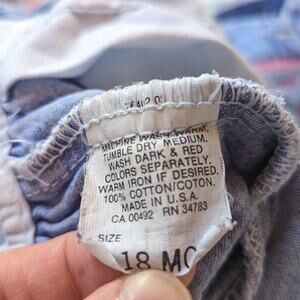 MACHINE WASH WARM,
TUMBLE DRY MEDIUM.
WASH DARK & RED
COLORS SEPARATELY.
WARM IRON IF DESIRED.
100% COTTON/COTON.
MADE IN U.S.A.
CA 00492 RN 34783
SIZE
18 MO